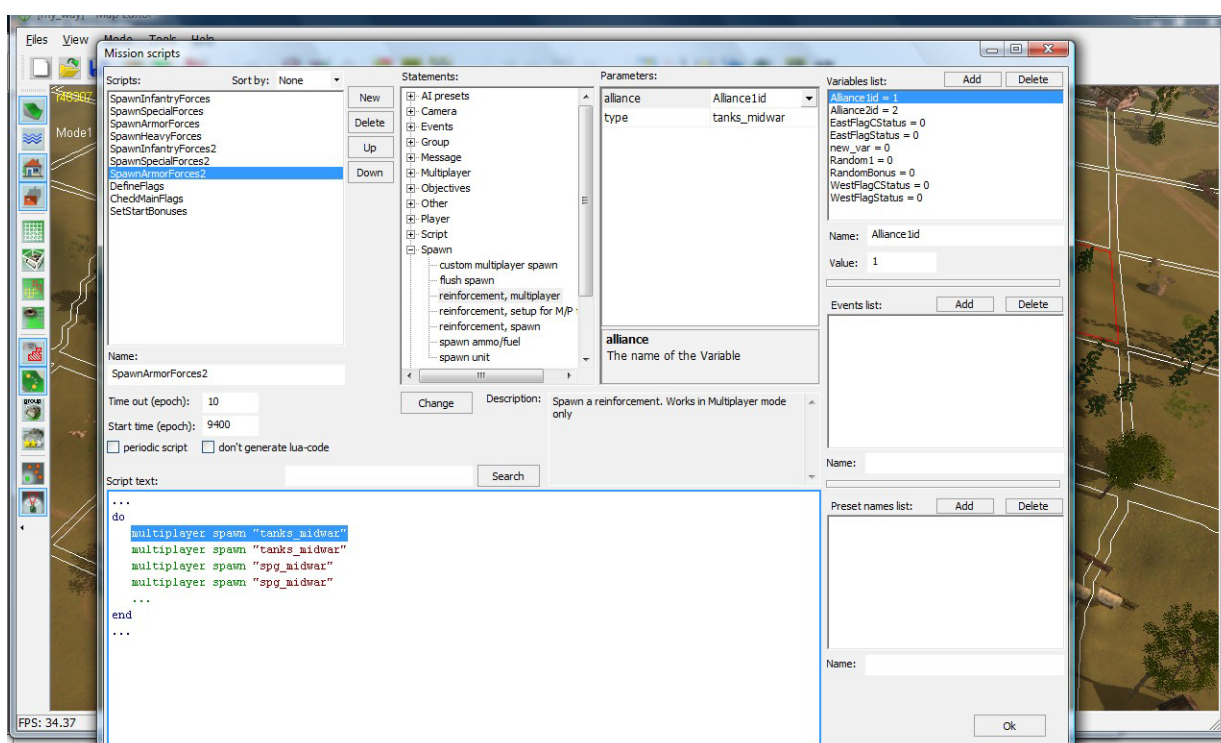 [my_way] - Map Editor
Files View Mode Tools Help
Mission scripts
Scripts: Sort by: None
SpawnInfantryForces
SpawnSpecialForces
SpawnArmorForces
SpawnHeavyForces
SpawnInfantryForces2
SpawnSpecialForces2
SpawnArmorForces2
DefineFlags
CheckMainFlags
SetStartBonuses
New
Delete
Up
Down
Name:
SpawnArmorForces2
Time out (epoch): 10
Start time (epoch): 9400
periodic script don't generate lua-code
Statements:
AI presets
Camera
Events
Group
Message
Multiplayer
Objectives
Other
Player
Script
Spawn
custom multiplayer spawn
flush spawn
reinforcement, multiplayer
reinforcement, setup for M/P
reinforcement, spawn
spawn ammo/fuel
spawn unit
Change
Parameters:
alliance Alliance1id
type tanks_midwar
alliance
The name of the Variable
Description: Spawn a reinforcement. Works in Multiplayer mode
only
Search
Script text:
...
do
multiplayer spawn "tanks_midwar"
multiplayer spawn "tanks_midwar"
multiplayer spawn "spg_midwar"
multiplayer spawn "spg_midwar"
...
end
...
Variables list: Add Delete
Alliance1id = 1
Alliance2id = 2
EastFlagCStatus = 0
EastFlagStatus = 0
new_var = 0
Random1 = 0
RandomBonus = 0
WestFlagCStatus = 0
WestFlagStatus = 0
Name: Alliance1id
Value: 1
Events list: Add Delete
Name:
Preset names list: Add Delete
Name:
Ok
Mode1
GROUP
FPS: 34.37